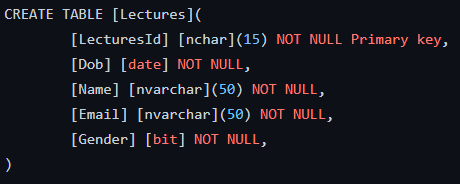 CREATE TABLE [Lectures](
[LecturesId] [nchar](15) NOT NULL Primary key,
[Dob] [date] NOT NULL,
[Name] [nvarchar](50) NOT NULL,
[Email] [nvarchar](50) NOT NULL,
[Gender] [bit] NOT NULL,
)